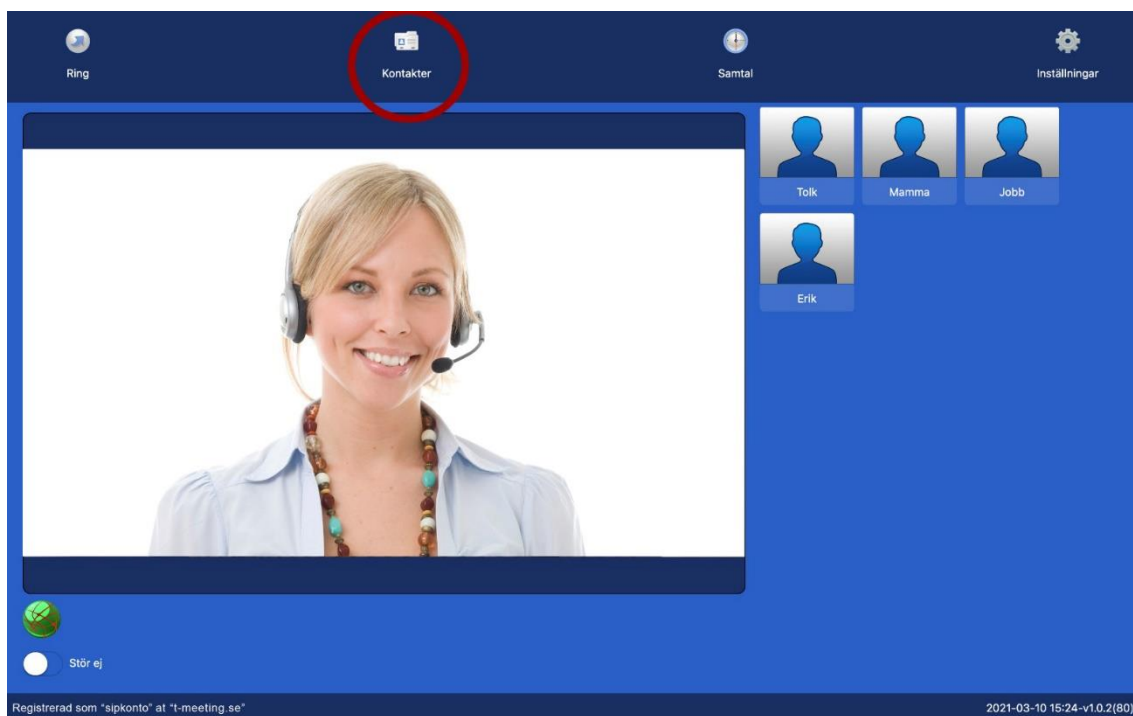 Ring
Kontakter
Samtal
Inställningar
Tolk
Mamma
Jobb
Erik
Stör ej
Registrerad som "sipkonto" at "t-meeting.se"
2021-03-10 15:24-v1.0.2(80)